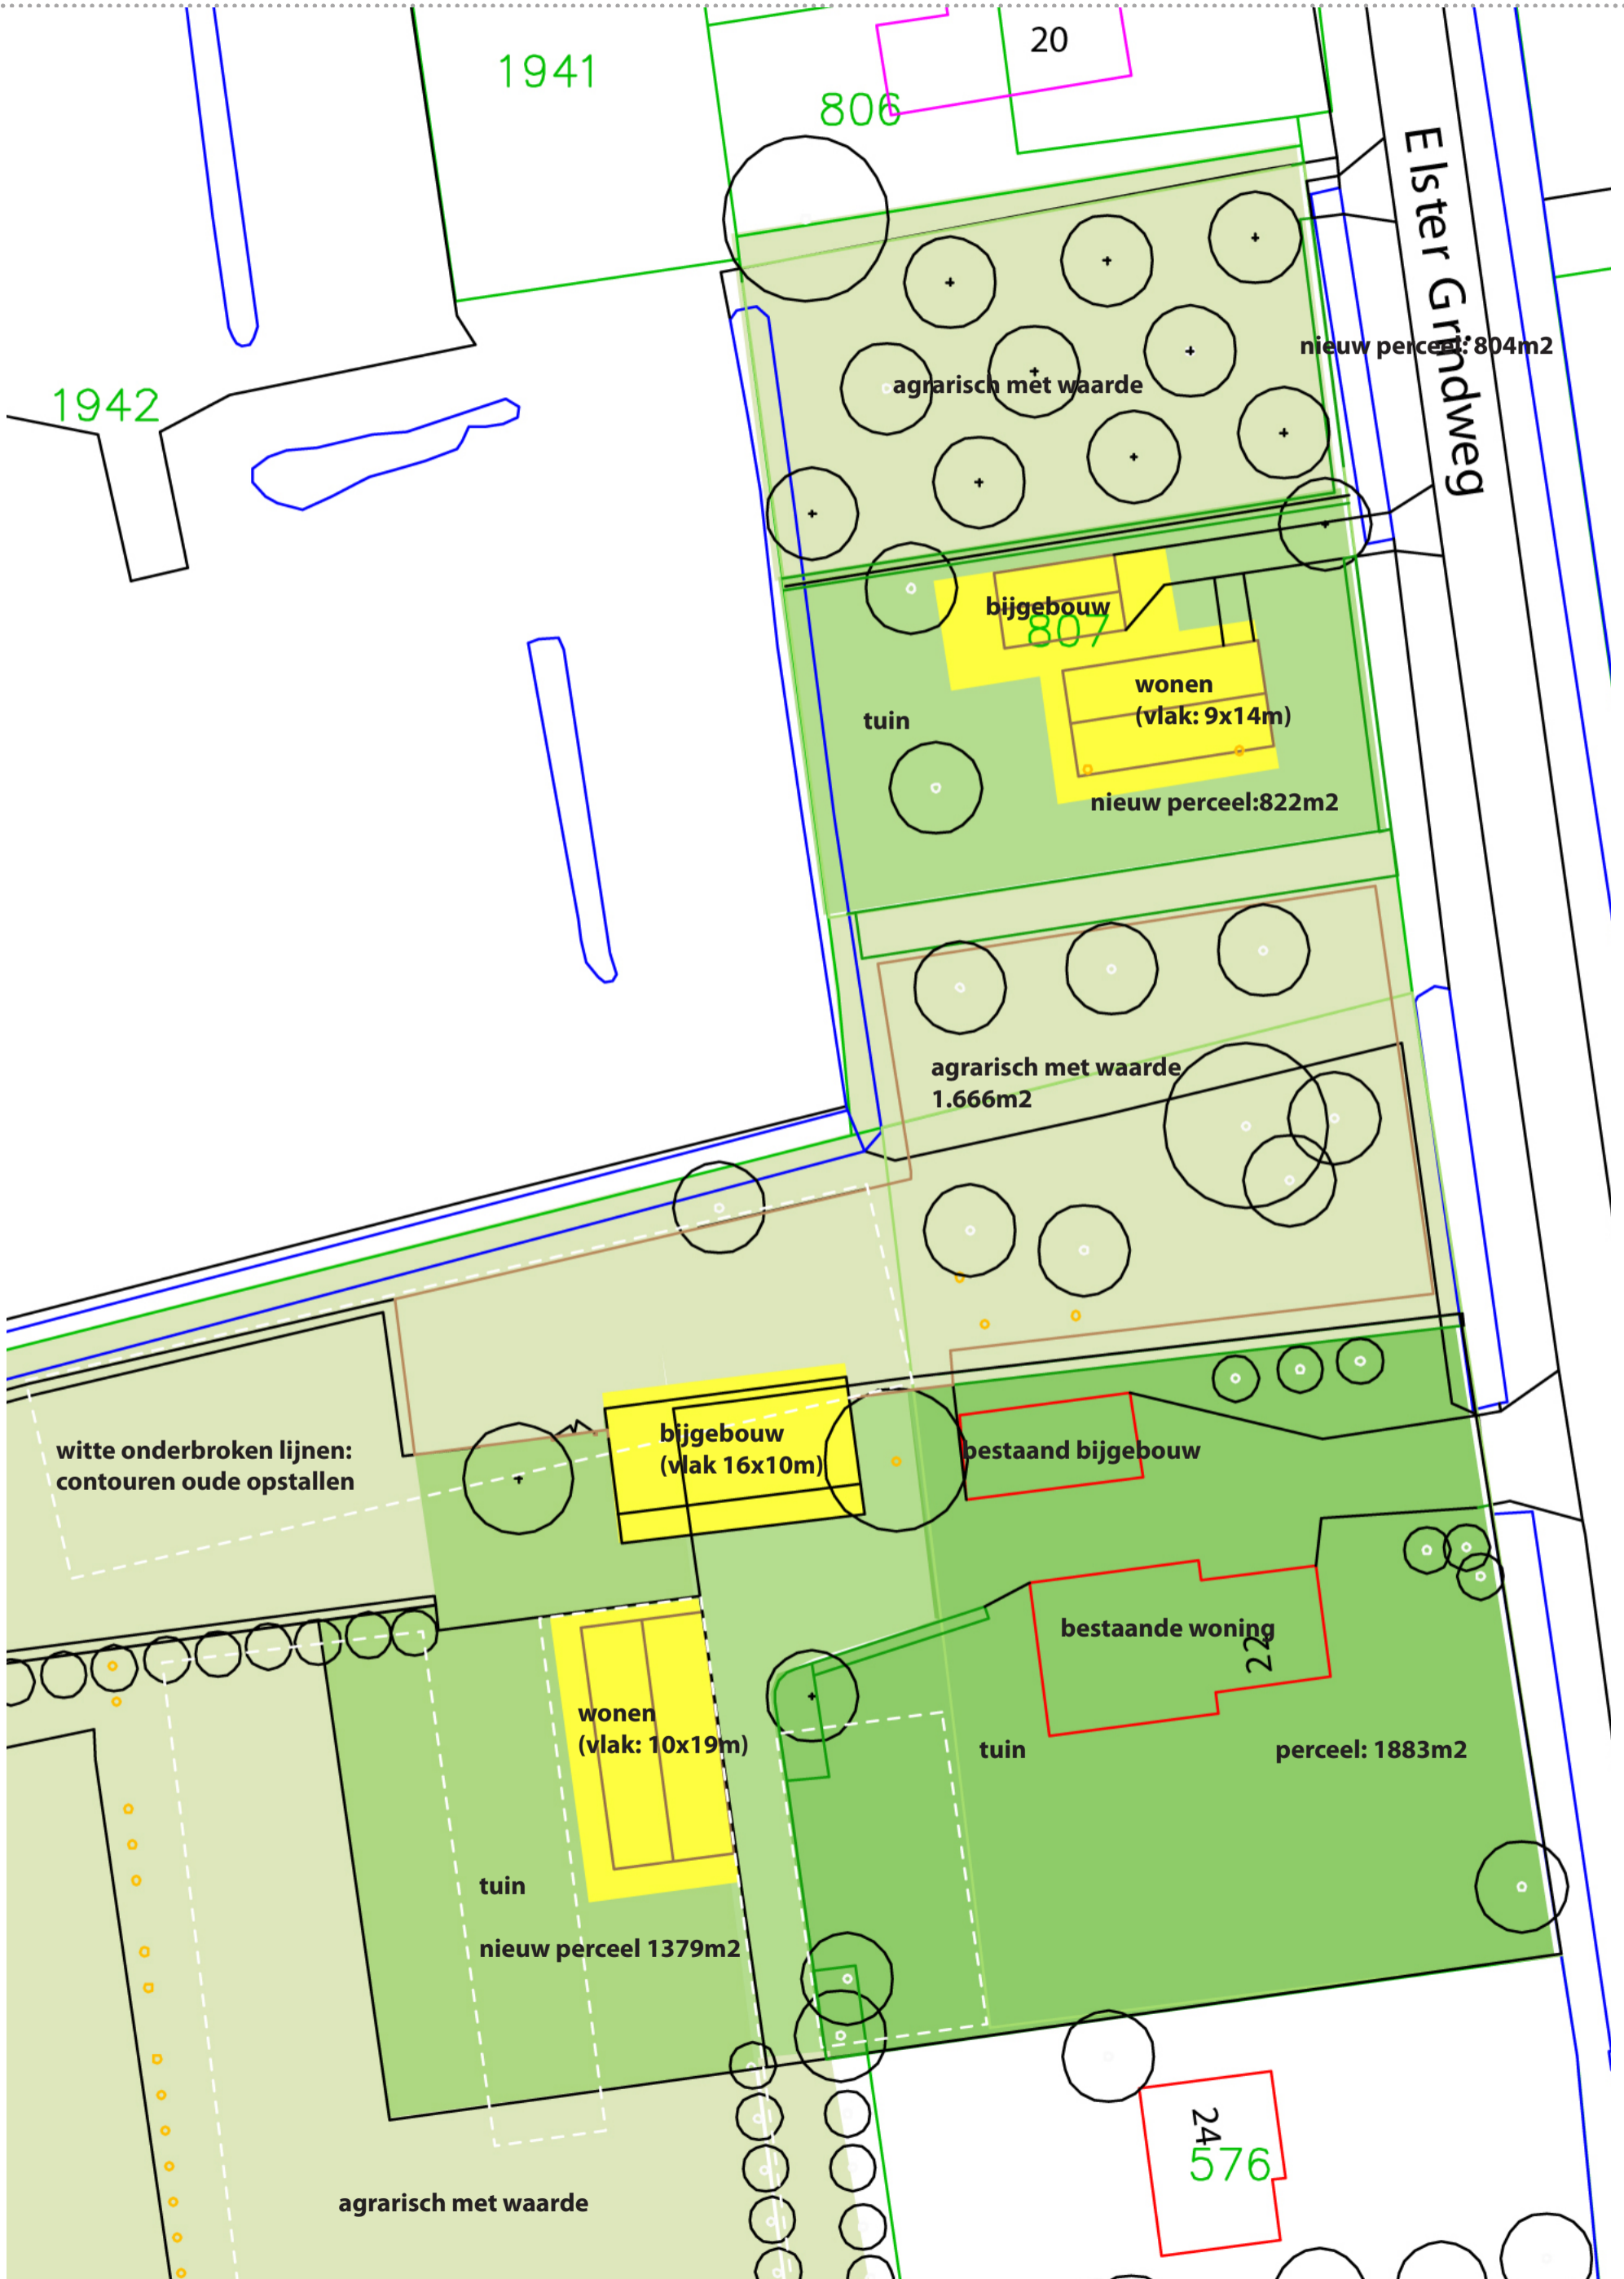 20
1941
806
Elster Grindweg
nieuw perceel: 804m2
agrarisch met waarde
1942
bijgebouw
807
wonen
(vlak: 9x14m)
tuin
nieuw perceel:822m2
agrarisch met waarde
1.666m2
bijgebouw
(vlak 16x10m)
bestaand bijgebouw
witte onderbroken lijnen:
contouren oude opstallen
bestaande woning
22
wonen
(vlak: 10x19m)
tuin
perceel: 1883m2
tuin
nieuw perceel 1379m2
24
576
agrarisch met waarde